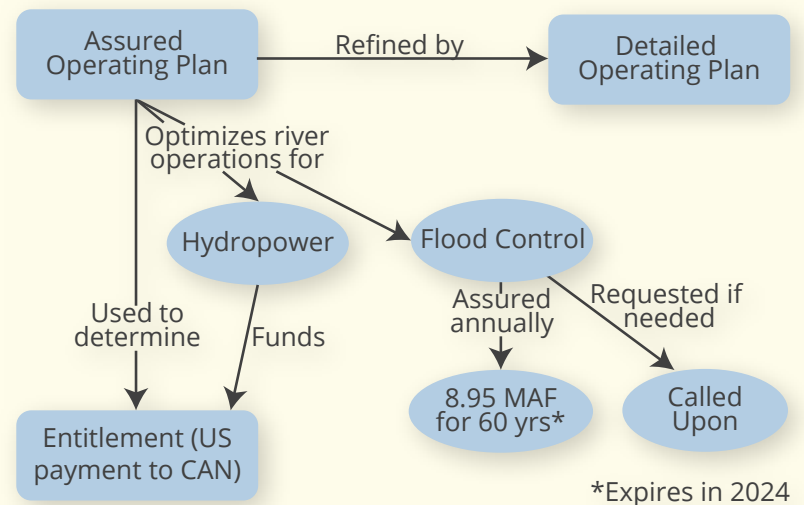 Assured
Operating Plan
Refined by
Detailed
Operating Plan
Optimizes river
operations for
Hydropower
Flood Control
Used to
determine
Funds
Assured
annually
Requested if
needed
Entitlement (US
payment to CAN)
8.95 MAF
for 60 yrs*
Called
Upon
*Expires in 2024